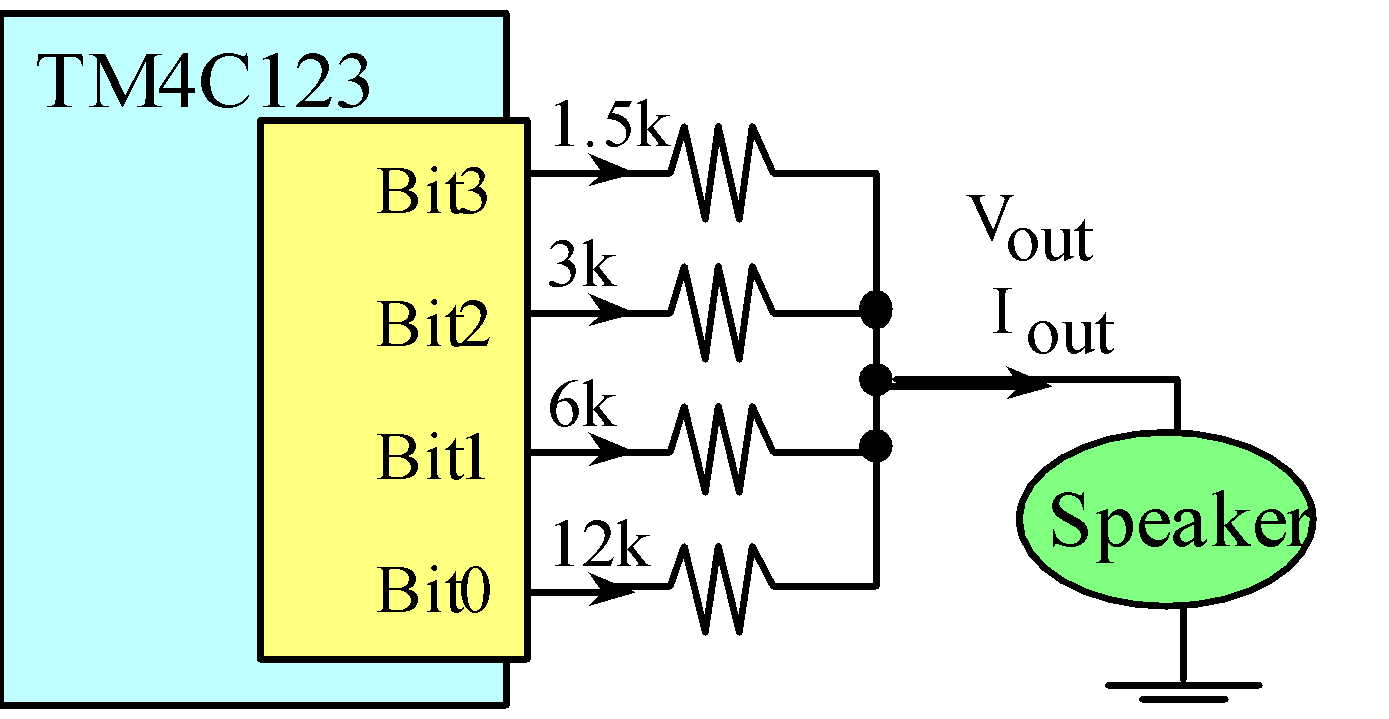 TM4C123
1.5k
Bit3
3k
Bit2
6k
Bit1
12k
Bit0
Vout
Iout
Speaker